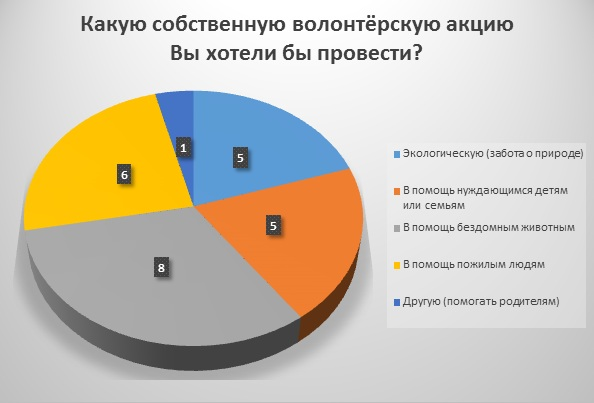 Какую собственную волонтёрскую акцию
Вы хотели бы провести?
1
5
6
5
8
Экологическую (забота о природе)
В помощь нуждающимся детям
или семьям
В помощь бездомным животным
В помощь пожилым людям
Другую (помогать родителям)